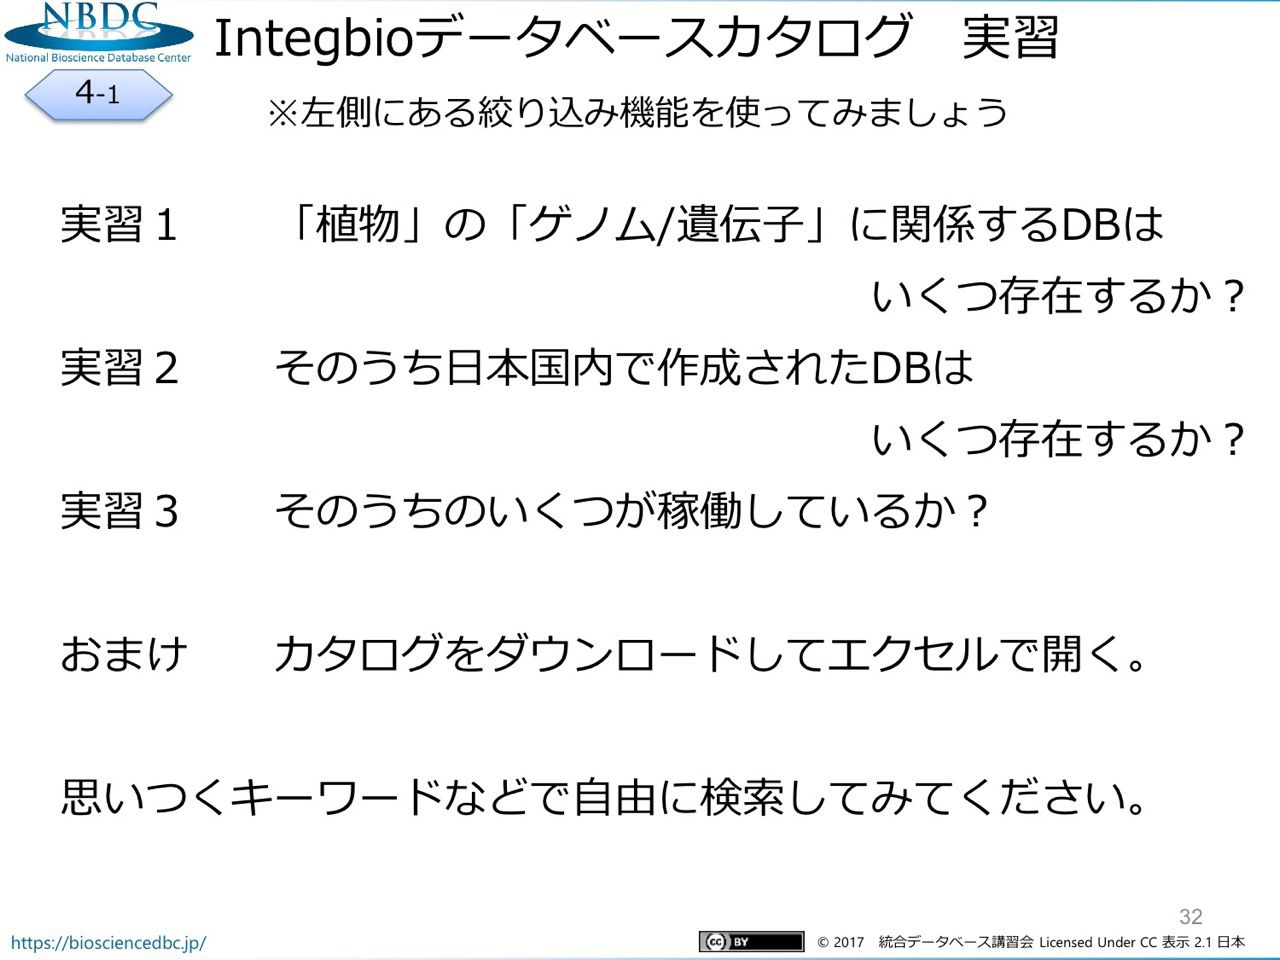 NBDC
National Bioscience Database Center
Integbioデータベースカタログ　実習
4-1
※左側にある絞り込み機能を使ってみましょう
実習１　「植物」の「ゲノム/遺伝子」に関係するDBは
いくつ存在するか？
実習２　そのうち日本国内で作成されたDBは
いくつ存在するか？
実習３　そのうちのいくつが稼働しているか？
おまけ　カタログをダウンロードしてエクセルで開く。
思いつくキーワードなどで自由に検索してみてください。
32
https://biosciencedbc.jp/
cc BY
© 2017　統合データベース講習会 Licensed Under CC 表示 2.1 日本